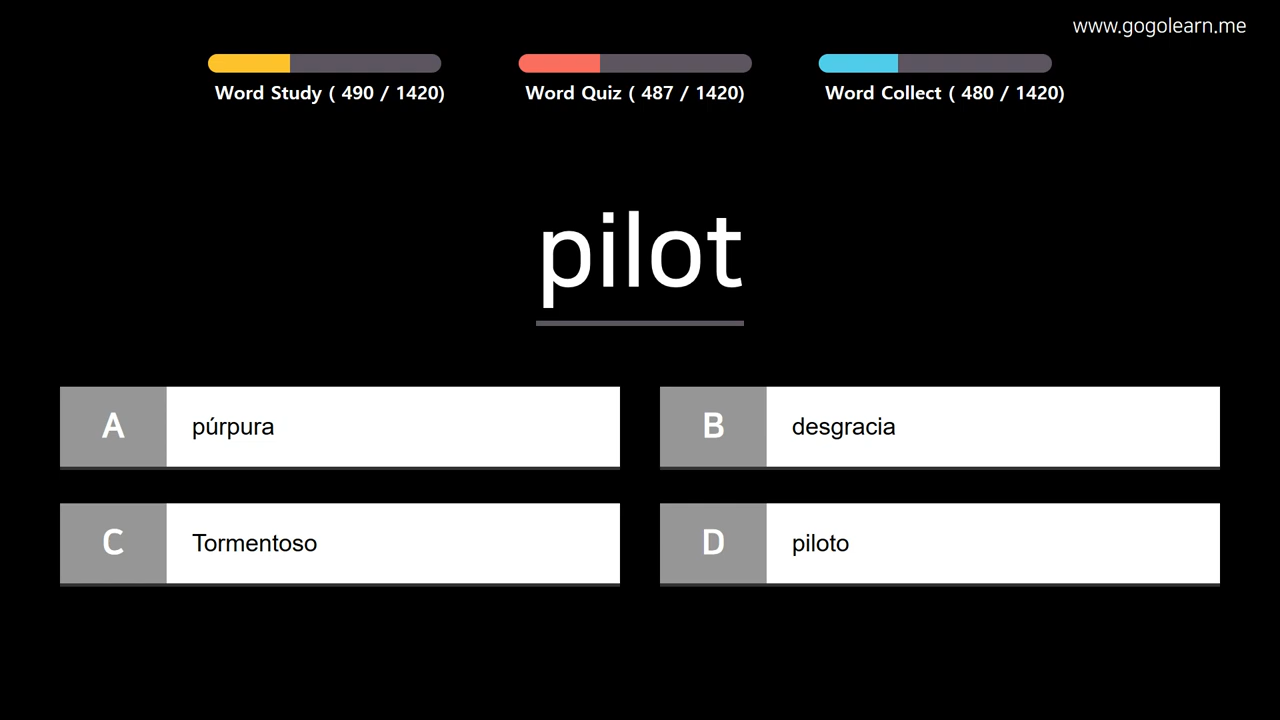 www.gogolearn.me
Word Study ( 490 / 1420)
Word Quiz ( 487 / 1420)
Word Collect ( 480 / 1420)
pilot
A púrpura
B desgracia
C Tormentoso
D piloto